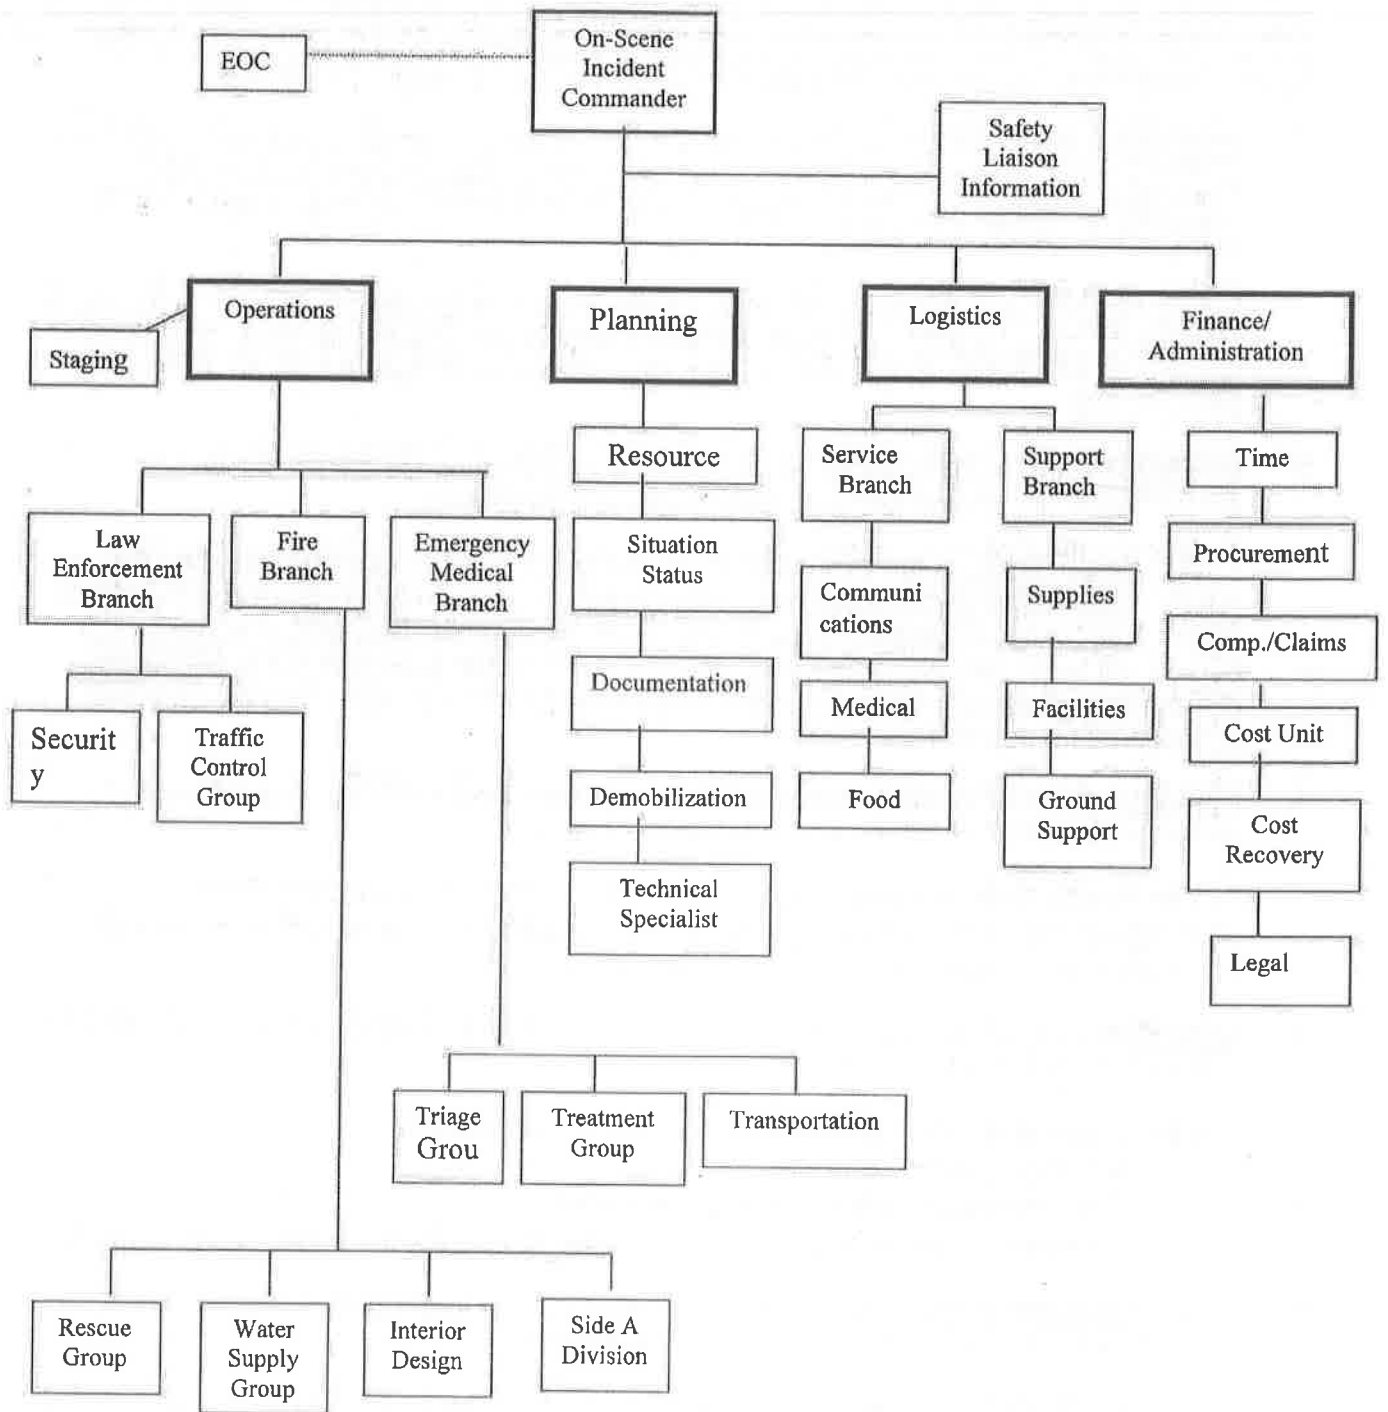 EOC
On-Scene
Incident
Commander
Safety
Liaison
Information
Operations
Staging
Planning
Logistics
Finance/
Administration
Resource
Service
Branch
Support
Branch
Time
Law
Enforcement
Branch
Fire
Branch
Emergency
Medical
Branch
Situation
Status
Communi
cations
Supplies
Procurement
Comp./Claims
Securit
y
Traffic
Control
Group
Documentation
Medical
Facilities
Cost Unit
Demobilization
Food
Ground
Support
Cost
Recovery
Technical
Specialist
Legal
Triage
Grou
Treatment
Group
Transportation
Rescue
Group
Water
Supply
Group
Interior
Design
Side A
Division